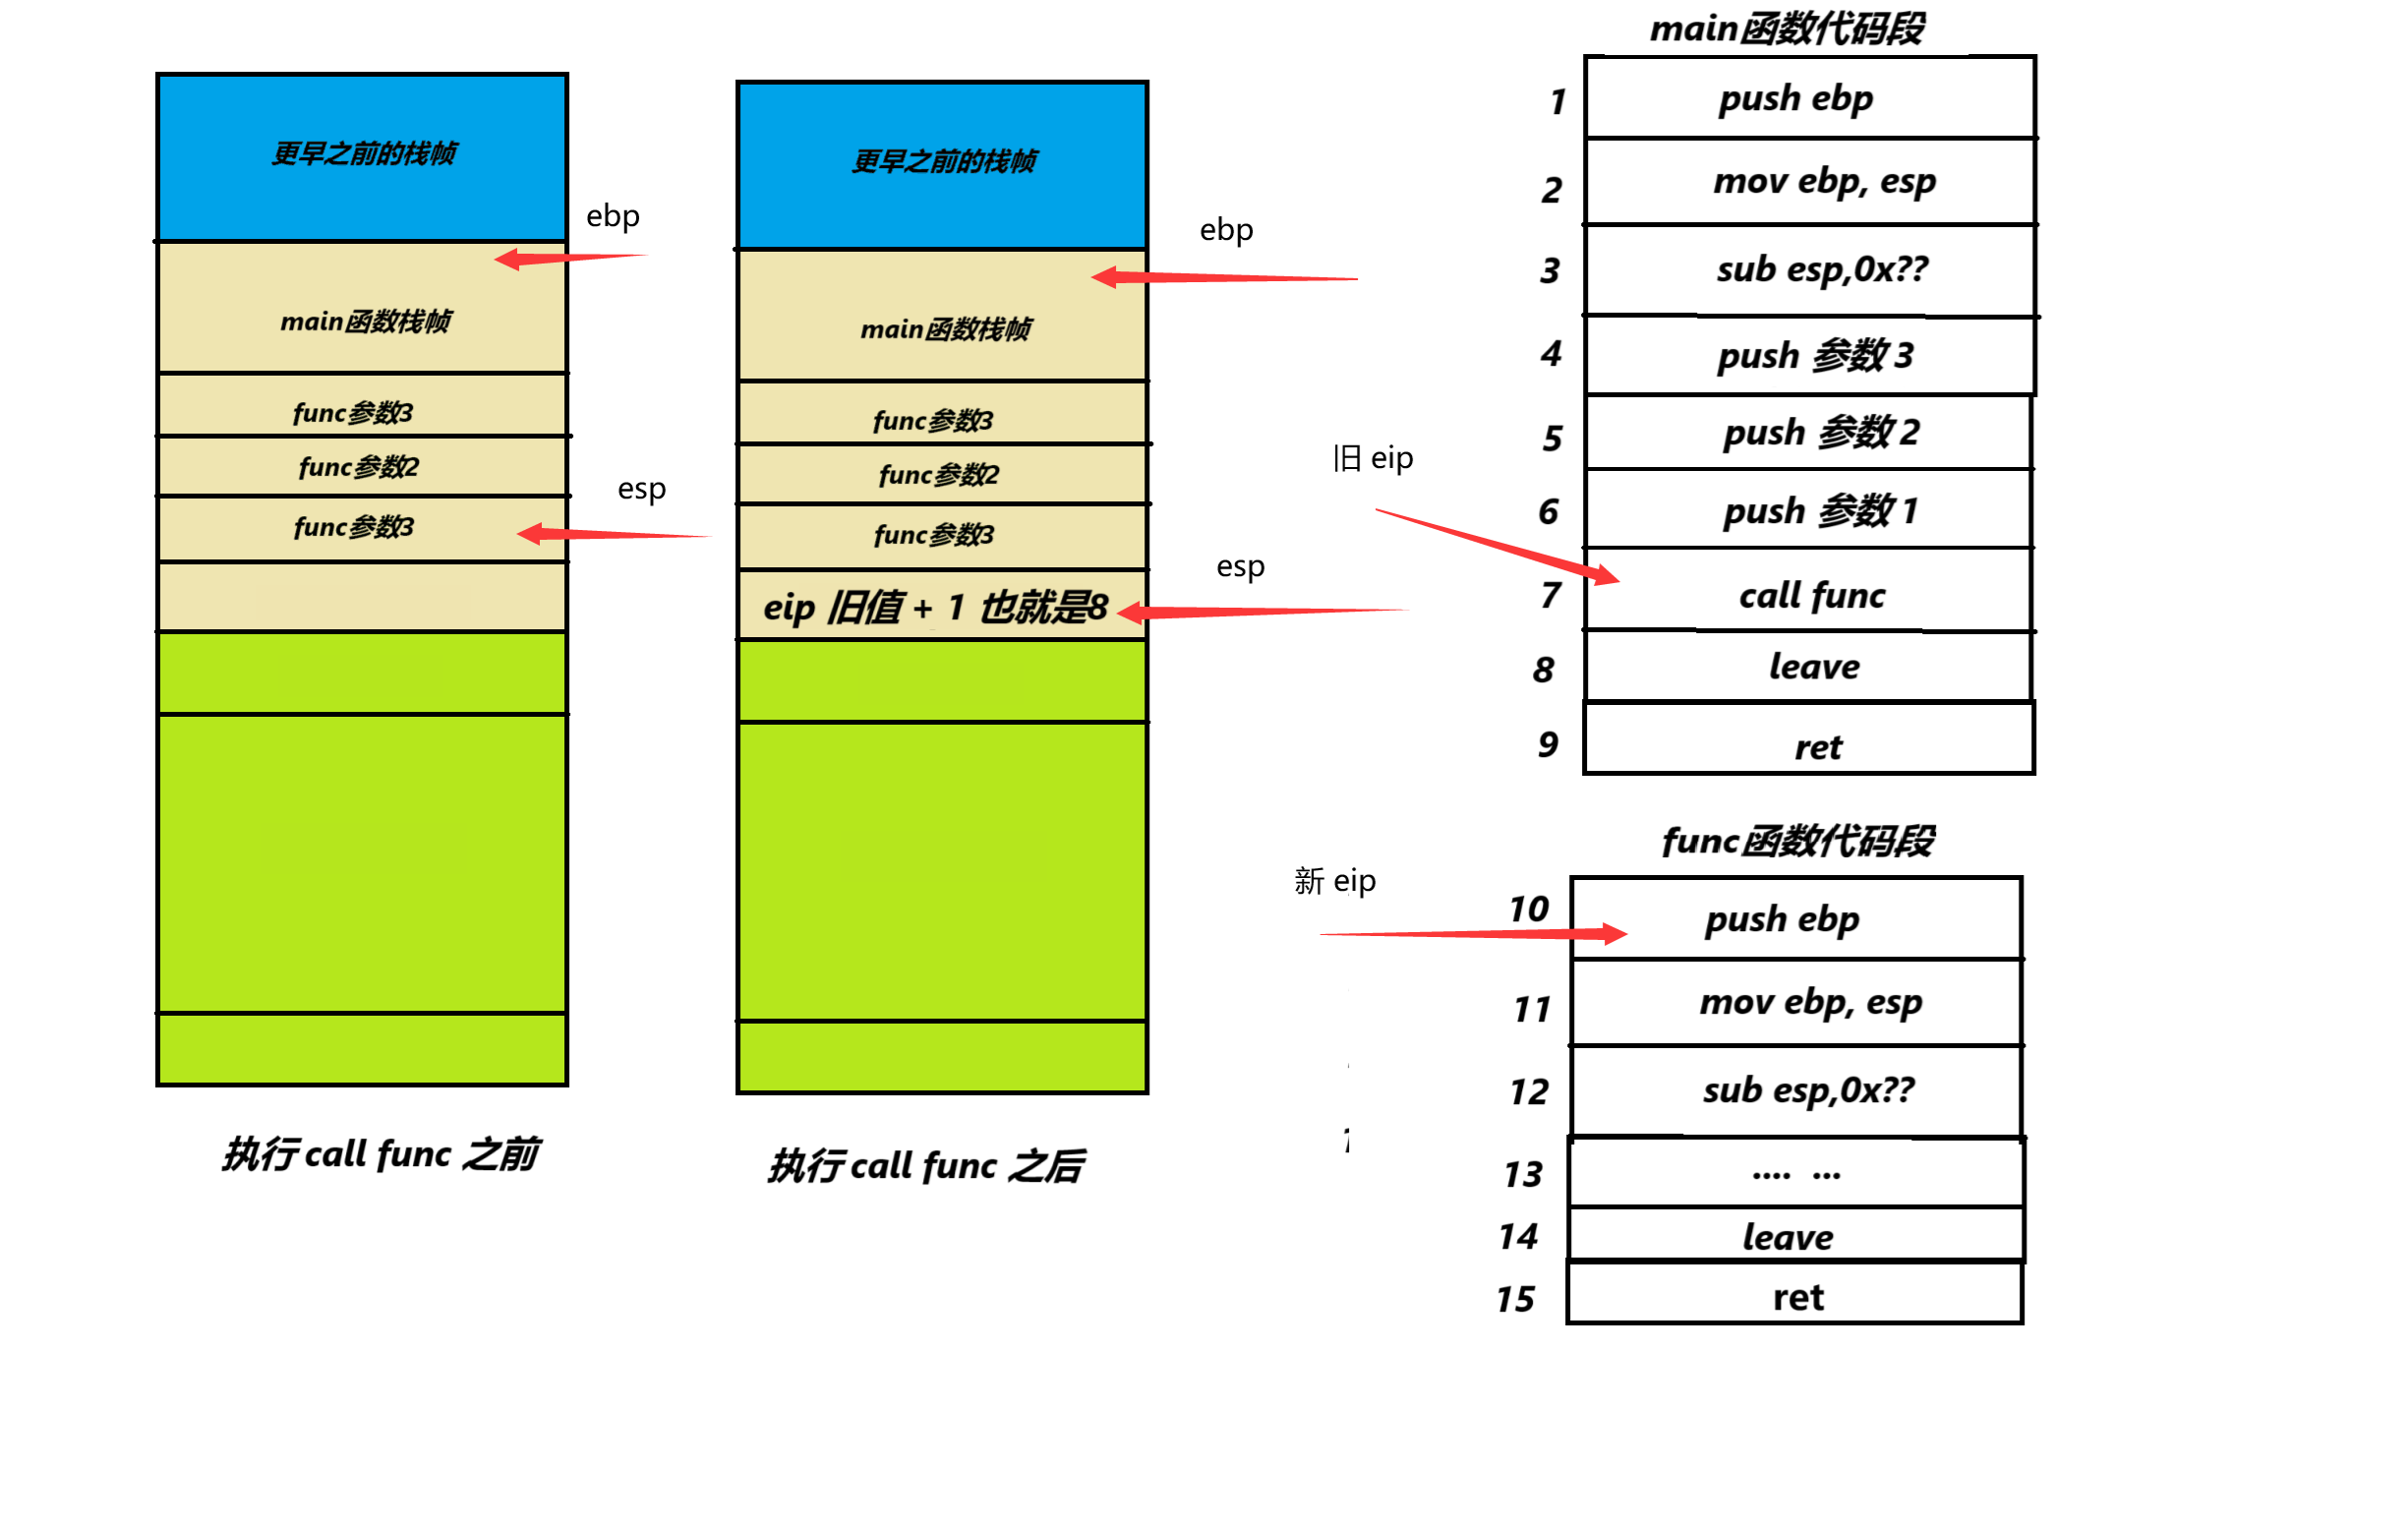 更早之前的栈帧
ebp
main函数栈帧
func参数3
func参数2
func参数3
esp
执行 call func 之前
更早之前的栈帧
ebp
main函数栈帧
func参数3
func参数2
func参数3
eip 旧值 + 1 也就是8
esp
执行 call func 之后
main函数代码段
1 push ebp
2 mov ebp, esp
3 sub esp,0x??
4 push 参数 3
5 push 参数 2
6 push 参数 1
旧 eip
7 call func
8 leave
9 ret
func函数代码段
新 eip
10 push ebp
11 mov ebp, esp
12 sub esp,0x??
13 .... ...
14 leave
15 ret